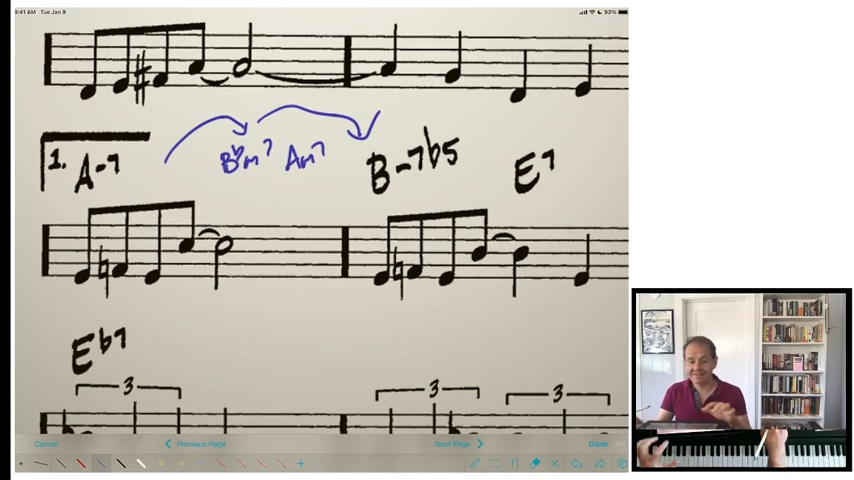 9:41 AM Tue Jan 9
93%
1. A-7 B♭m7 Am7 B-7♭5 E7
E♭7
3 3 3
Cancel Previous Page Next Page Done